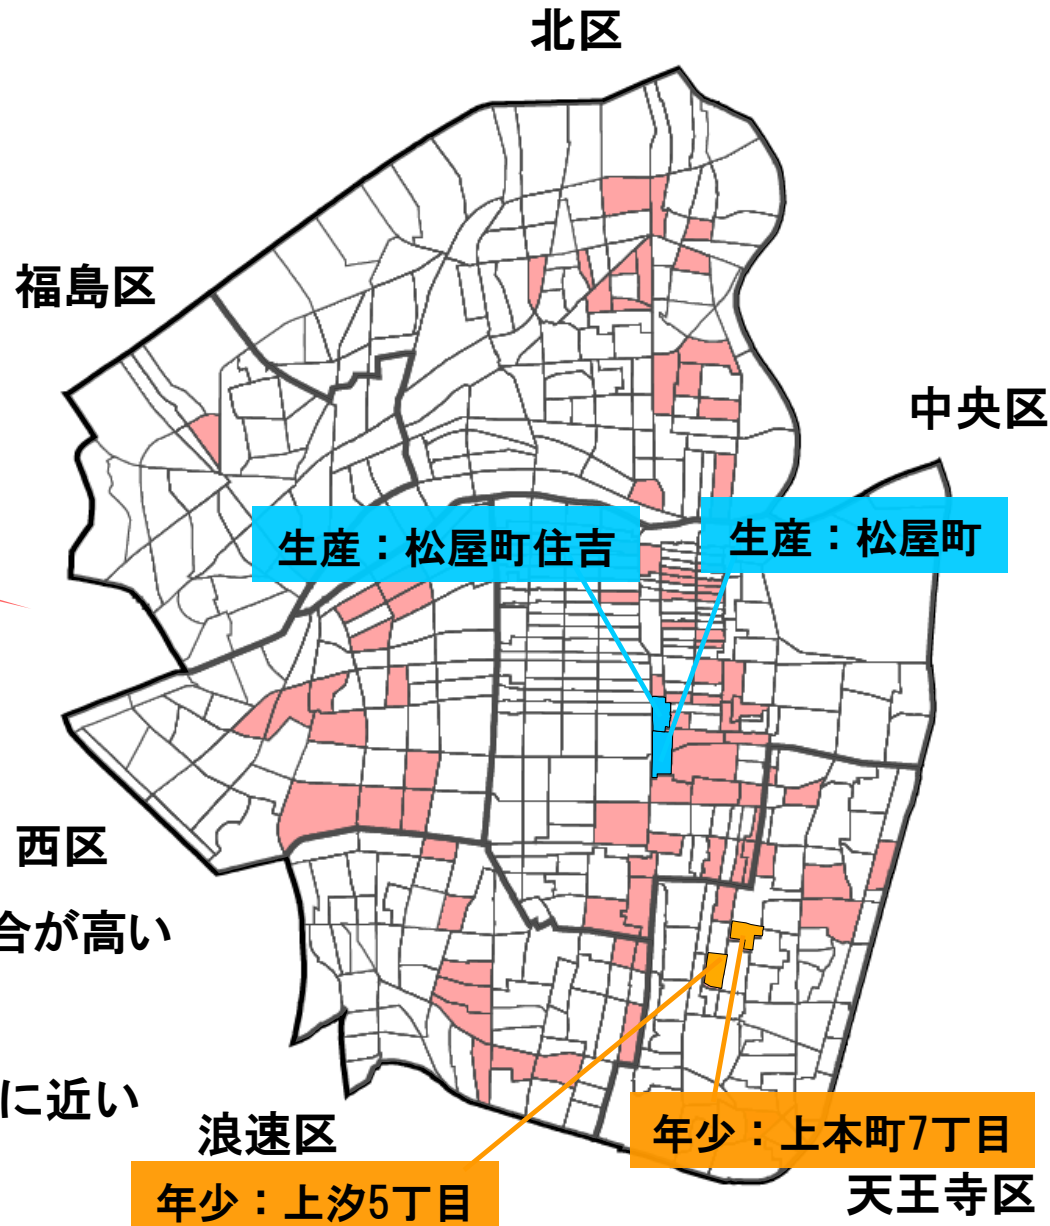 北区
福島区
中央区
生産：松屋町住吉
生産：松屋町
西区
合が高い
に近い
浪速区
年少：上本町7丁目
年少：上汐5丁目
天王寺区